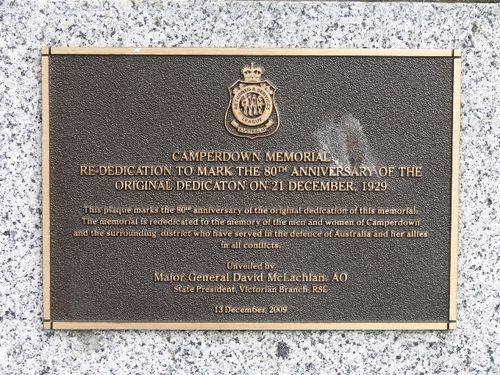 RETURNED & SERVICES
LEAGUE
AUSTRALIA
CAMPERDOWN MEMORIAL
RE-DEDICATION TO MARK THE 80TH ANNIVERSARY OF THE
ORIGINAL DEDICATON ON 21 DECEMBER, 1929
This plaque marks the 80th anniversary of the original dedication of this memorial.
The memorial is rededicated to the memory of the men and women of Camperdown
and the surrounding district who have served in the defence of Australia and her allies
in all conflicts.
Unveiled by
Major General David McLachlan, AO
State President, Victorian Branch, RSL
13 December, 2009